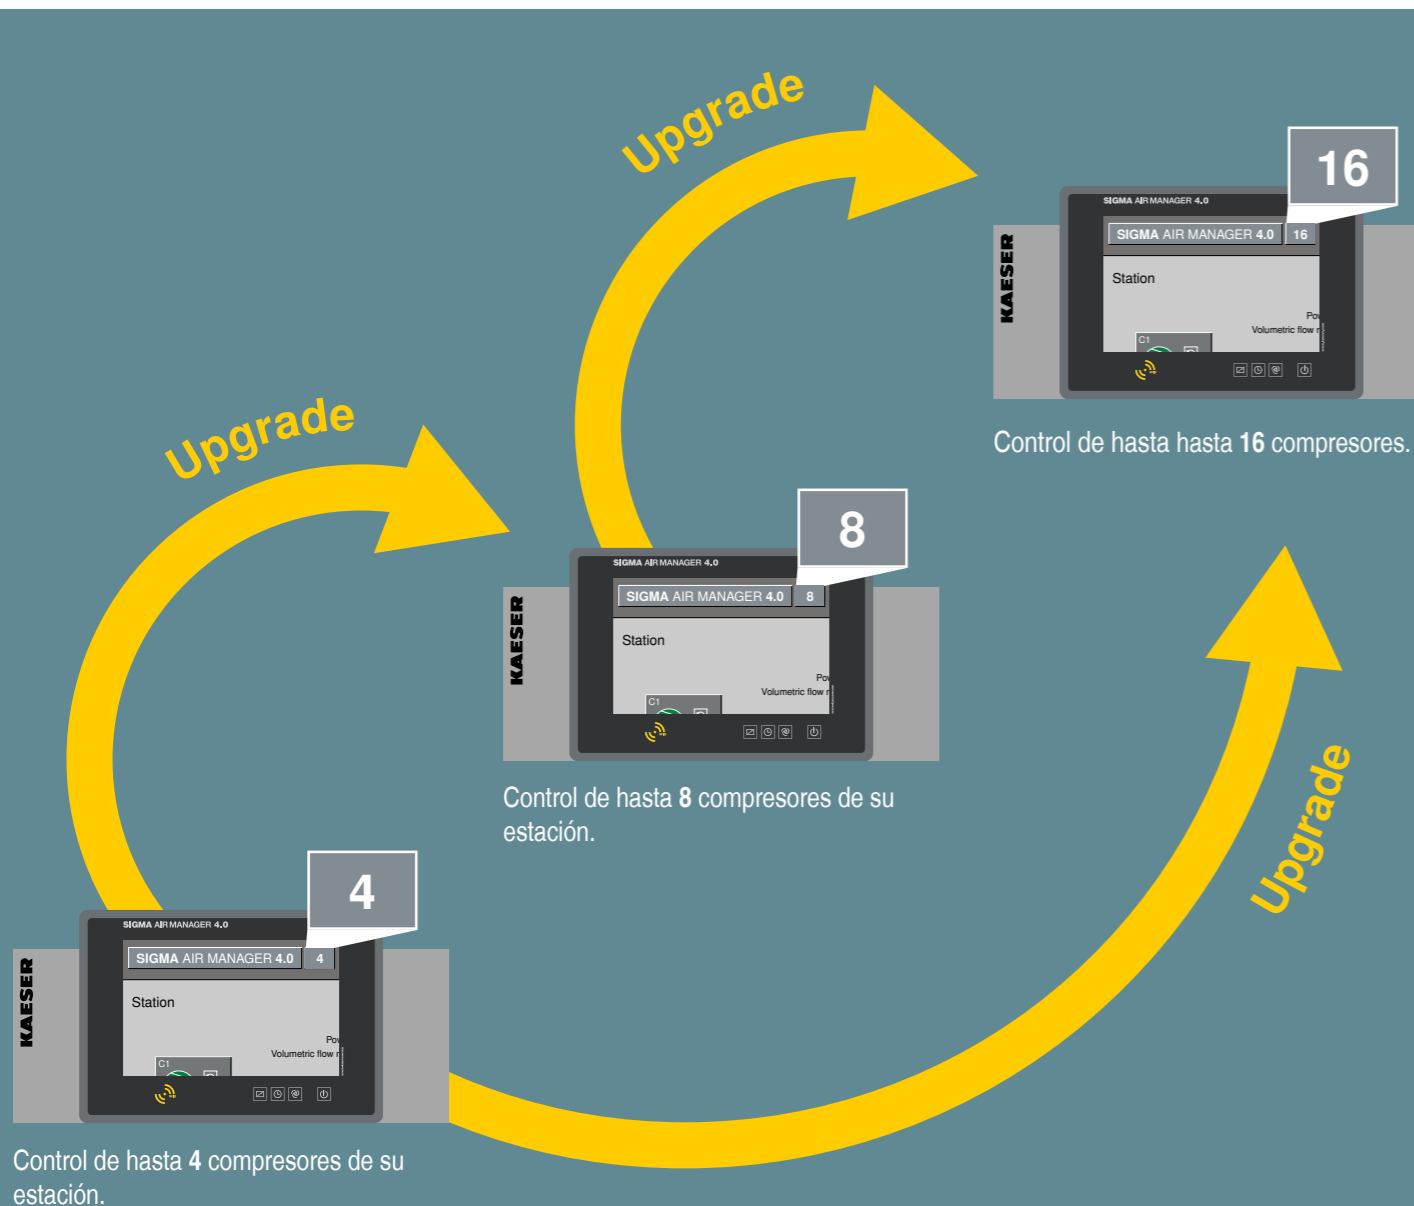 Upgrade
16
SIGMA AIR MANAGER 4.0
SIGMA AIR MANAGER 4.0 16
KAESER
Station
Volumetric flow
C1
Control de hasta hasta 16 compresores.
Upgrade
8
SIGMA AIR MANAGER 4.0
SIGMA AIR MANAGER 4.0 8
KAESER
Station
Volumetric flow
C1
Control de hasta 8 compresores de su
estación.
Upgrade
4
SIGMA AIR MANAGER 4.0
SIGMA AIR MANAGER 4.0 4
KAESER
Station
Volumetric flow
C1
Control de hasta 4 compresores de su
estación.